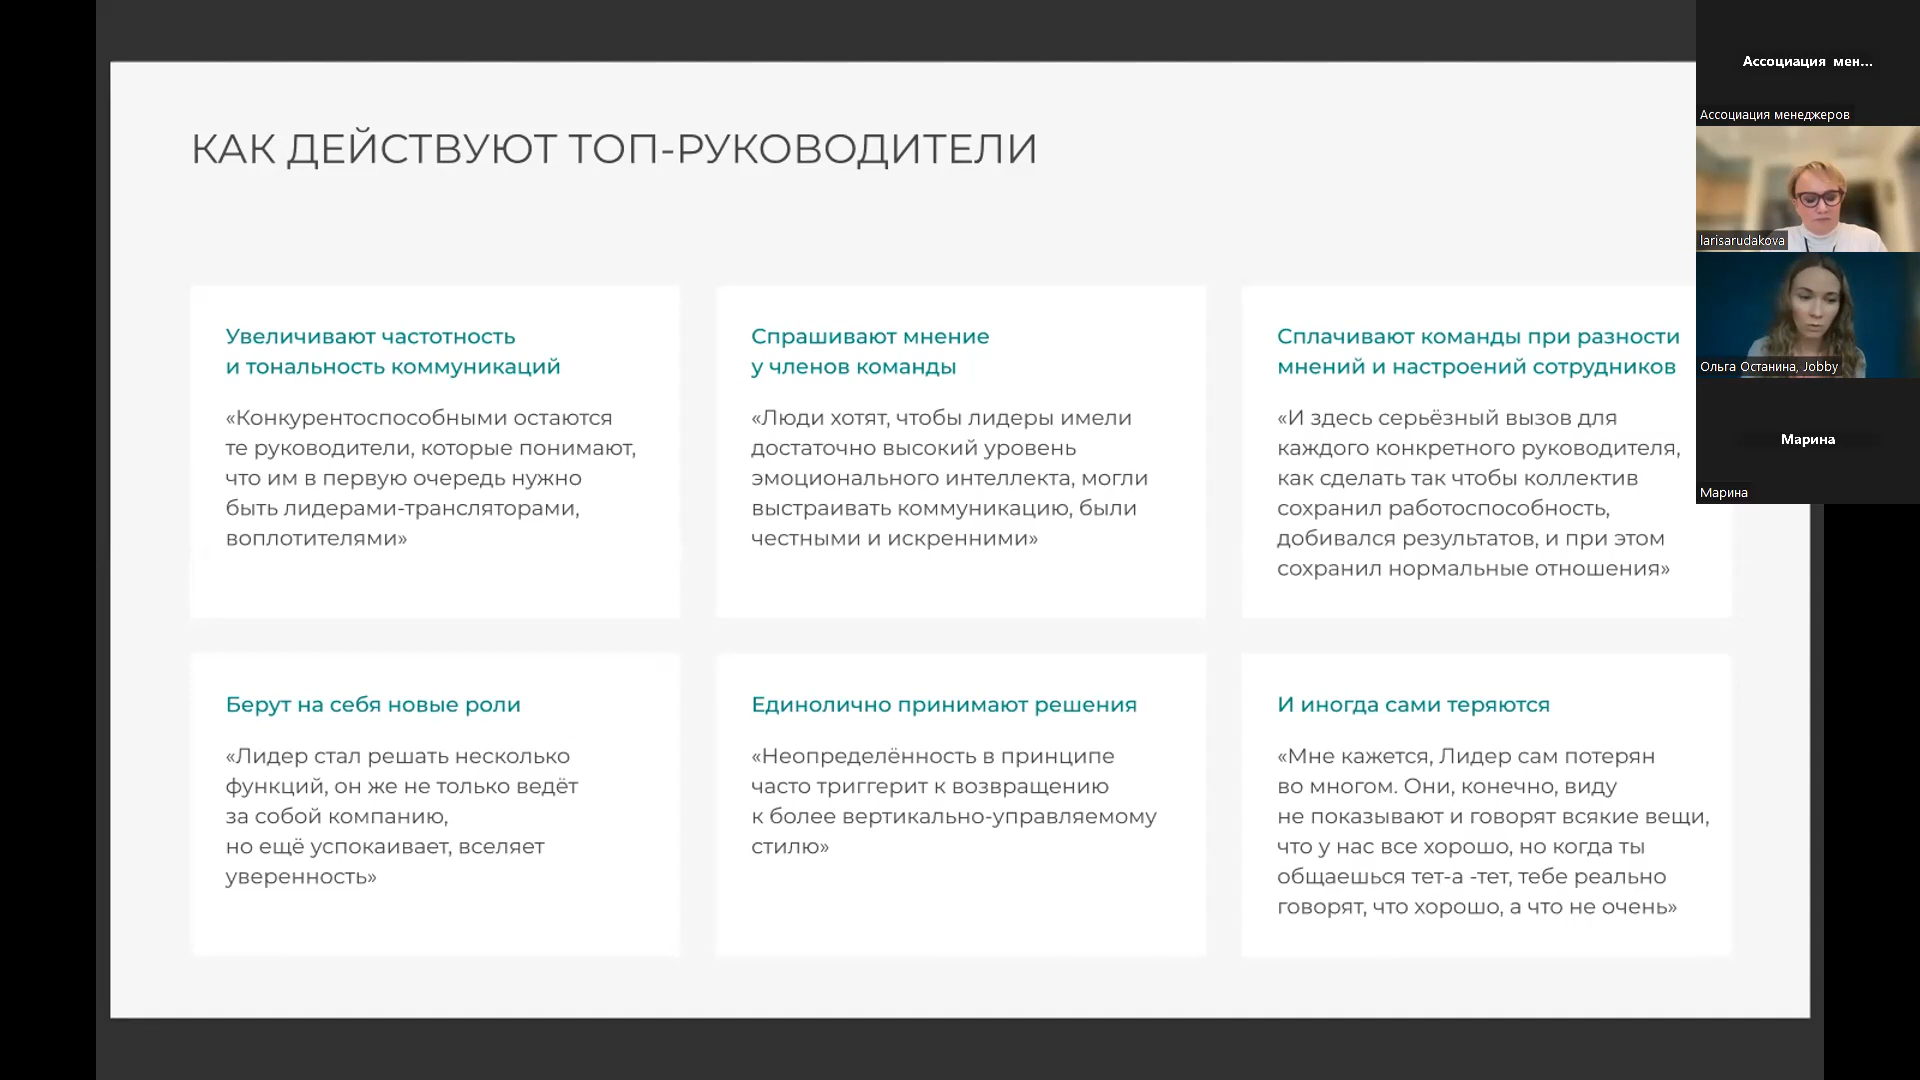 КАК ДЕЙСТВУЮТ ТОП-РУКОВОДИТЕЛИ
Увеличивают частотность
и тональность коммуникаций
«Конкурентоспособными остаются
те руководители, которые понимают,
что им в первую очередь нужно
быть лидерами-трансляторами,
воплотителями»
Спрашивают мнение
у членов команды
«Люди хотят, чтобы лидеры имели
достаточно высокий уровень
эмоционального интеллекта, могли
выстраивать коммуникацию, были
честными и искренними»
Сплачивают команды при разности
мнений и настроений сотрудников
«И здесь серьёзный вызов для
каждого конкретного руководителя,
как сделать так чтобы коллектив
сохранил работоспособность,
добивался результатов, и при этом
сохранил нормальные отношения»
Берут на себя новые роли
«Лидер стал решать несколько
функций, он же не только ведёт
за собой компанию,
но ещё успокаивает, вселяет
уверенность»
Единолично принимают решения
«Неопределённость в принципе
часто триггерит к возвращению
к более вертикально-управляемому
стилю»
И иногда сами теряются
«Мне кажется, Лидер сам потерян
во многом. Они, конечно, виду
не показывают и говорят всякие вещи,
что у нас все хорошо, но когда ты
общаешься тет-а -тет, тебе реально
говорят, что хорошо, а что не очень»
Ассоциация мен...
Ассоциация менеджеров
larisarudakova
Ольга Останина, Jobby
Марина
Марина